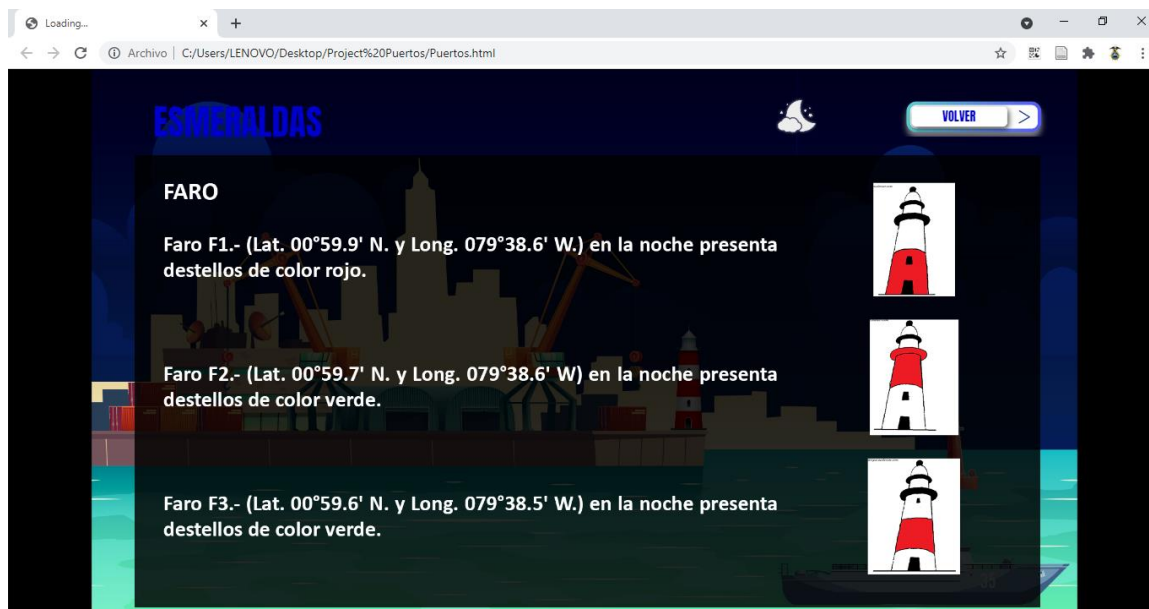 Loading...
Archivo | C:/Users/LENOVO/Desktop/Project%20Puertos/Puertos.html
ESMERALDAS
VOLVER
FARO
Faro F1.- (Lat. 00°59.9' N. y Long. 079°38.6' W.) en la noche presenta
destellos de color rojo.
Faro F2.- (Lat. 00°59.7' N. y Long. 079°38.6' W) en la noche presenta
destellos de color verde.
Faro F3.- (Lat. 00°59.6' N. y Long. 079°38.5' W.) en la noche presenta
destellos de color verde.